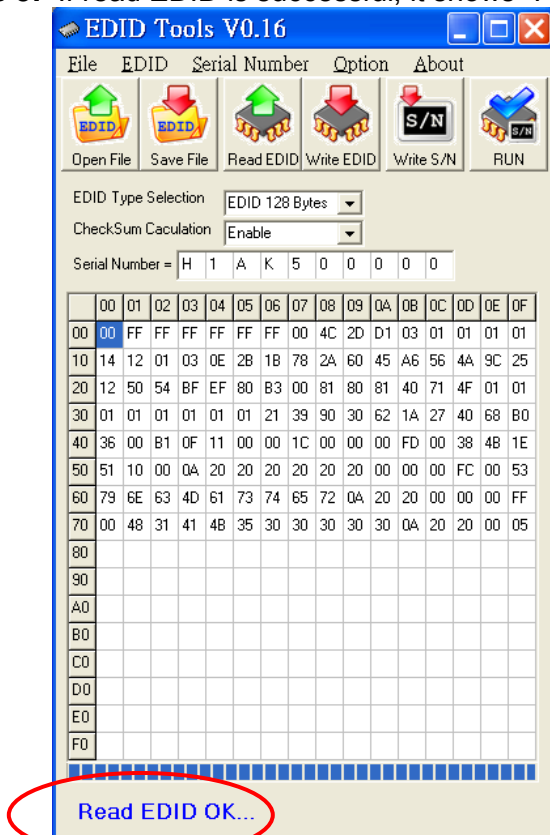 EDID Tools V0.16
File EDID Serial Number Option About
EDID EDID S/N S/N
Open File Save File Read EDID Write EDID Write S/N RUN
EDID Type Selection EDID 128 Bytes
CheckSum Caculation Enable
Serial Number = H 1 A K 5 0 0 0 0 0
00 01 02 03 04 05 06 07 08 09 0A 0B 0C 0D 0E 0F
00 00 FF FF FF FF FF FF 00 4C 2D D1 03 01 01 01 01
10 14 12 01 03 0E 2B 1B 78 2A 60 45 A6 56 4A 9C 25
20 12 50 54 BF EF 80 B3 00 81 80 81 40 71 4F 01 01
30 01 01 01 01 01 01 21 39 90 30 62 1A 27 40 68 B0
40 36 00 B1 0F 11 00 00 1C 00 00 00 FD 00 38 4B 1E
50 51 10 00 0A 20 20 20 20 20 20 00 00 00 FC 00 53
60 79 6E 63 4D 61 73 74 65 72 0A 20 20 00 00 00 FF
70 00 48 31 41 4B 35 30 30 30 30 30 0A 20 20 00 05
80
90
A0
B0
C0
D0
E0
F0
Read EDID OK...